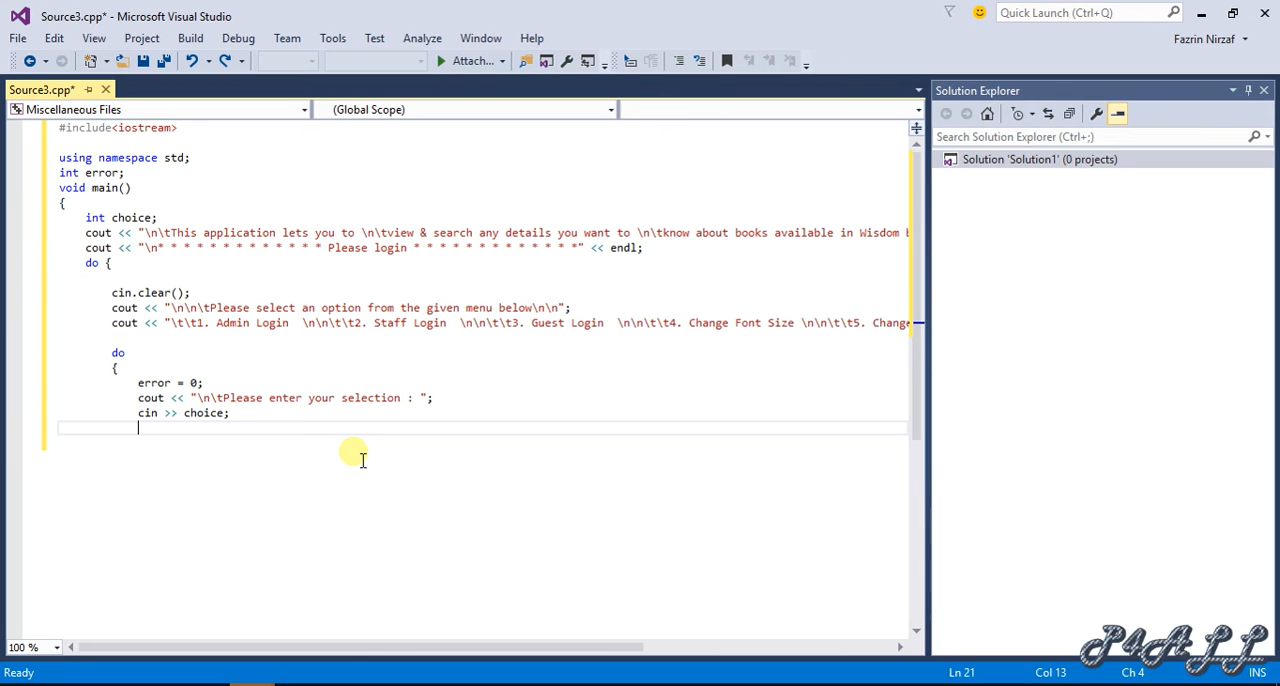 Source3.cpp* - Microsoft Visual Studio
Quick Launch (Ctrl+Q)
File Edit View Project Build Debug Team Tools Test Analyze Window Help
Fazrin Nirzaf
Attach...
Source3.cpp*
Solution Explorer
Miscellaneous Files
(Global Scope)
Search Solution Explorer (Ctrl+;)
Solution 'Solution1' (0 projects)
#include<iostream>
using namespace std;
int error;
void main()
{
int choice;
cout << "\n\tThis application lets you to \n\tview & search any details you want to \n\tknow about books available in Wisdom b
cout << "\n* * * * * * * * * * * * * Please login * * * * * * * * * * * * *" << endl;
do {
cin.clear();
cout << "\n\n\tPlease select an option from the given menu below\n\n";
cout << "\t\t1. Admin Login  \n\n\t\t2. Staff Login  \n\n\t\t3. Guest Login  \n\n\t\t4. Change Font Size \n\n\t\t5. Change
do
{
error = 0;
cout << "\n\tPlease enter your selection : ";
cin >> choice;
100 %
P4ALL
Ready
Ln 21
Col 13
Ch 4
INS